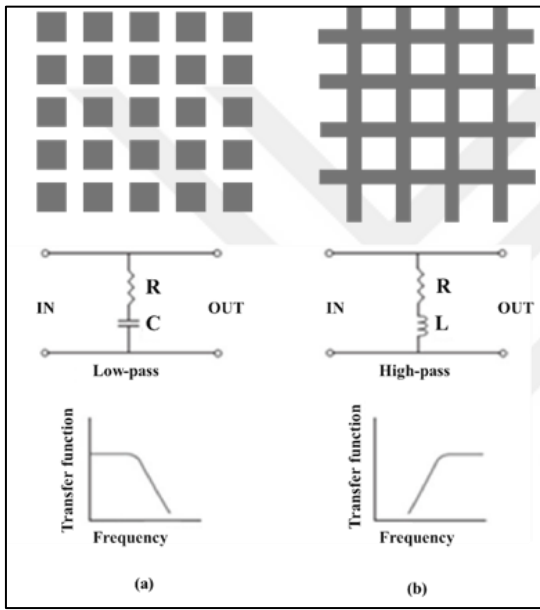 R
IN
OUT
C
Low-pass
R
IN
OUT
L
High-pass
Transfer function
Frequency
(a)
Transfer function
Frequency
(b)